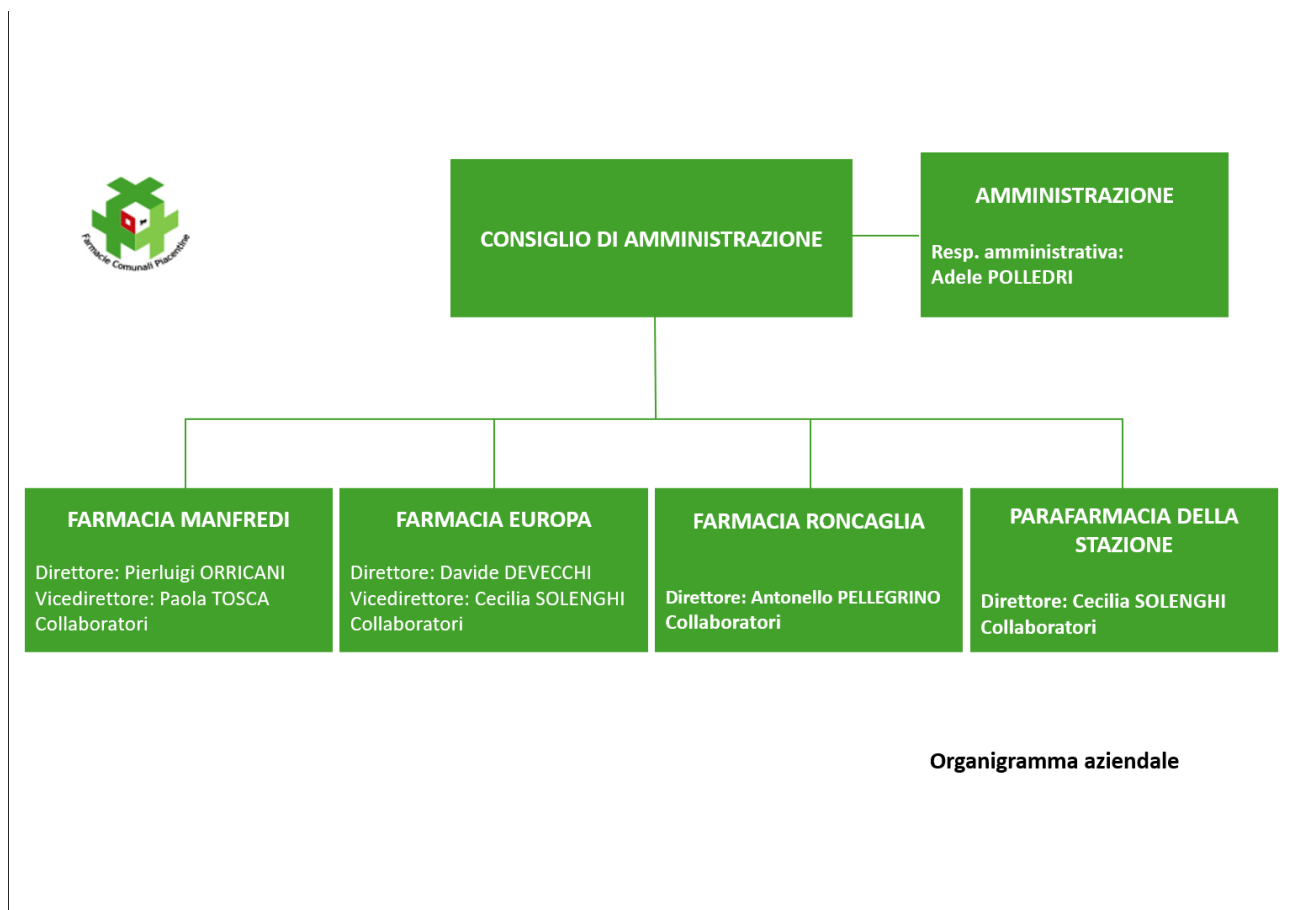 Farmacie Comunali Piacentine
CONSIGLIO DI AMMINISTRAZIONE
AMMINISTRAZIONE
Resp. amministrativa:
Adele POLLEDRI
FARMACIA MANFREDI
Direttore: Pierluigi ORRICANI
Vicedirettore: Paola TOSCA
Collaboratori
FARMACIA EUROPA
Direttore: Davide DEVECCHI
Vicedirettore: Cecilia SOLENGHI
Collaboratori
FARMACIA RONCAGLIA
Direttore: Antonello PELLEGRINO
Collaboratori
PARAFARMACIA DELLA
STAZIONE
Direttore: Cecilia SOLENGHI
Collaboratori
Organigramma aziendale